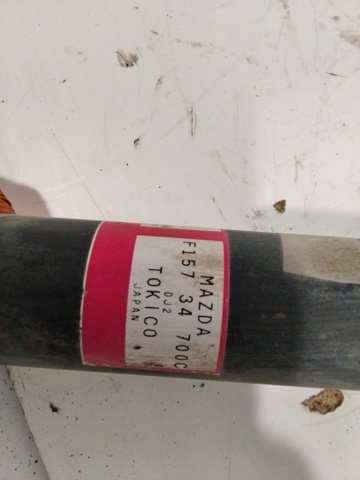 MAZDA
F157 34 700C
DJ2
TOKICO
JAPAN